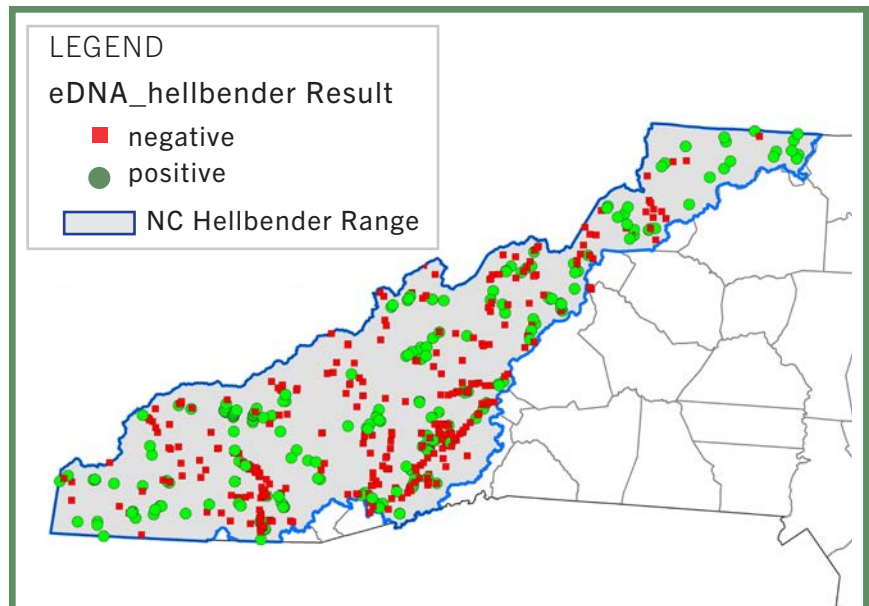 LEGEND
eDNA_hellbender Result
negative
positive
NC Hellbender Range